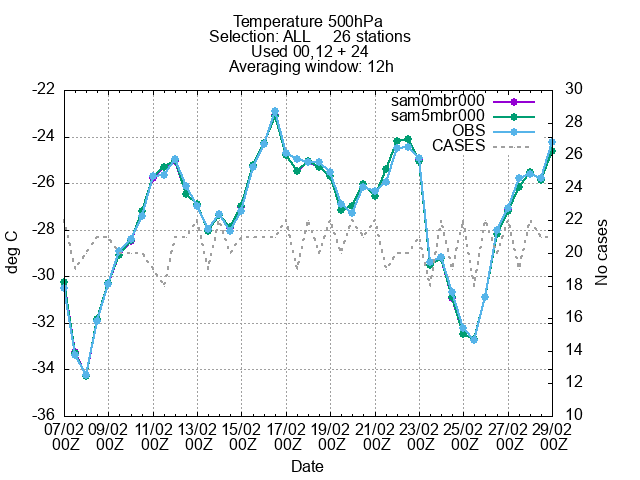 Temperature 500hPa
Selection: ALL 26 stations
Used 00,12 + 24
Averaging window: 12h
sam0mbr000
sam5mbr000
OBS
CASES
-22
-24
-26
-28
-30
-32
-34
-36
deg C
30
28
26
24
22
20
18
16
14
12
10
No cases
07/02 09/02 11/02 13/02 15/02 17/02 19/02 21/02 23/02 25/02 27/02 29/02
00Z 00Z 00Z 00Z 00Z 00Z 00Z 00Z 00Z 00Z 00Z 00Z
Date